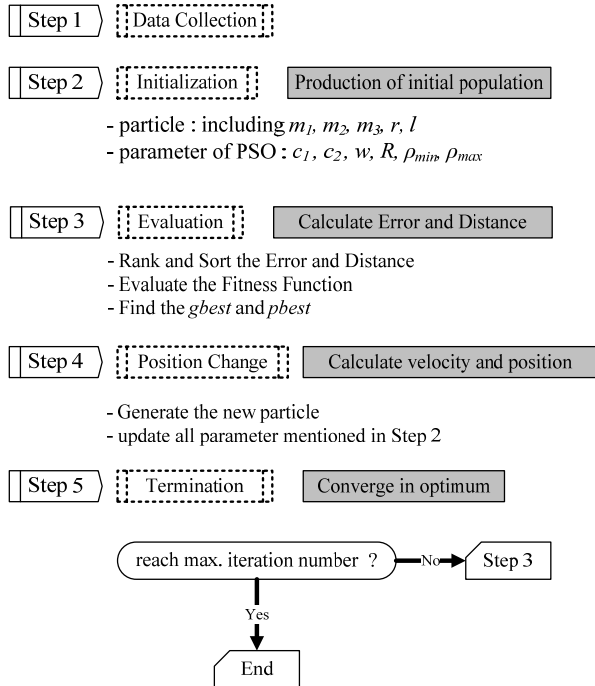 Step 1 Data Collection
Step 2 Initialization Production of initial population
- particle : including m1, m2, m3, r, l
- parameter of PSO : c1, c2, w, R, ρmin, ρmax
Step 3 Evaluation Calculate Error and Distance
- Rank and Sort the Error and Distance
- Evaluate the Fitness Function
- Find the gbest and pbest
Step 4 Position Change Calculate velocity and position
- Generate the new particle
- update all parameter mentioned in Step 2
Step 5 Termination Converge in optimum
reach max. iteration number ? No Step 3
Yes
End